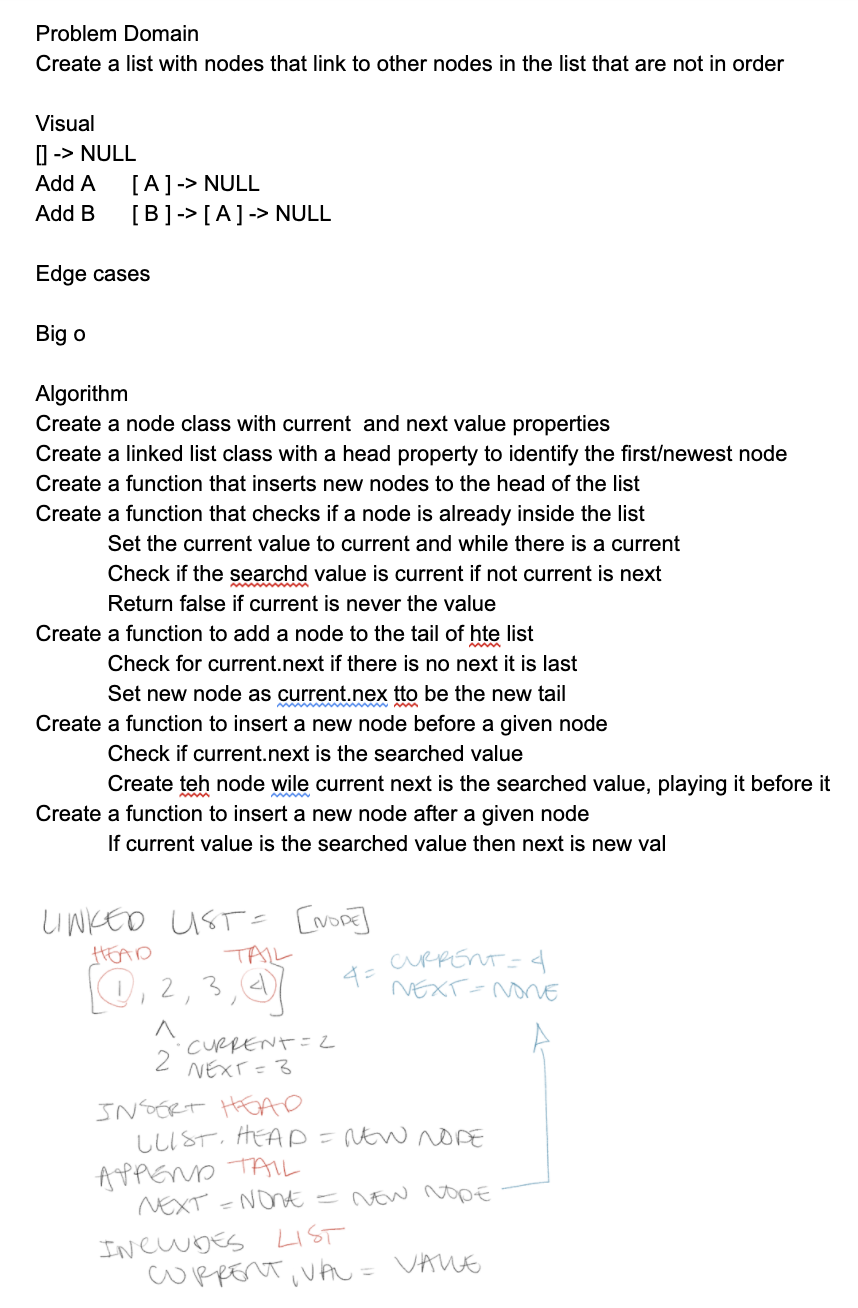 Problem Domain
Create a list with nodes that link to other nodes in the list that are not in order
Visual
[] -> NULL
Add A [ A ] -> NULL
Add B [ B ] -> [ A ] -> NULL
Edge cases
Big o
Algorithm
Create a node class with current and next value properties
Create a linked list class with a head property to identify the first/newest node
Create a function that inserts new nodes to the head of the list
Create a function that checks if a node is already inside the list
Set the current value to current and while there is a current
Check if the searchd value is current if not current is next
Return false if current is never the value
Create a function to add a node to the tail of hte list
Check for current.next if there is no next it is last
Set new node as current.nex tto be the new tail
Create a function to insert a new node before a given node
Check if current.next is the searched value
Create teh node wile current next is the searched value, playing it before it
Create a function to insert a new node after a given node
If current value is the searched value then next is new val
LINKED LIST = [NODE]
HEAD TAIL
[1, 2, 3, 4]
4 = CURRENT = 4
NEXT = NONE
^
2 CURRENT = 2
NEXT = 3
INSERT HEAD
LLIST. HEAD = NEW NODE
APPEND TAIL
NEXT = NONE = NEW NODE
INCLUDES LIST
CURRENT, VAL = VALUE